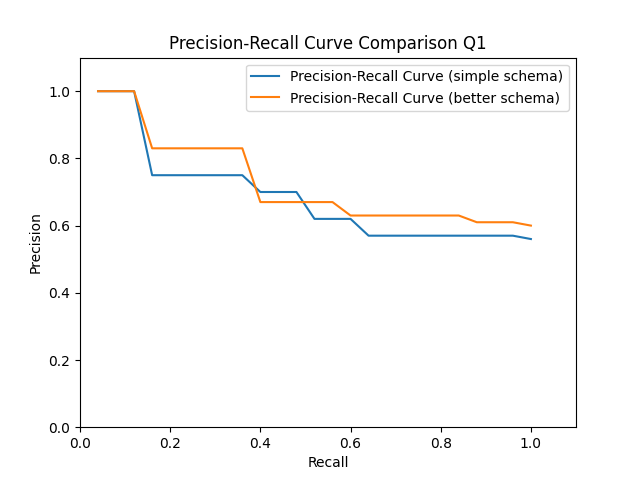 Precision-Recall Curve Comparison Q1
Precision-Recall Curve (simple schema)
Precision-Recall Curve (better schema)
1.0
0.8
0.6
0.4
0.2
0.0
Precision
0.0 0.2 0.4 0.6 0.8 1.0
Recall